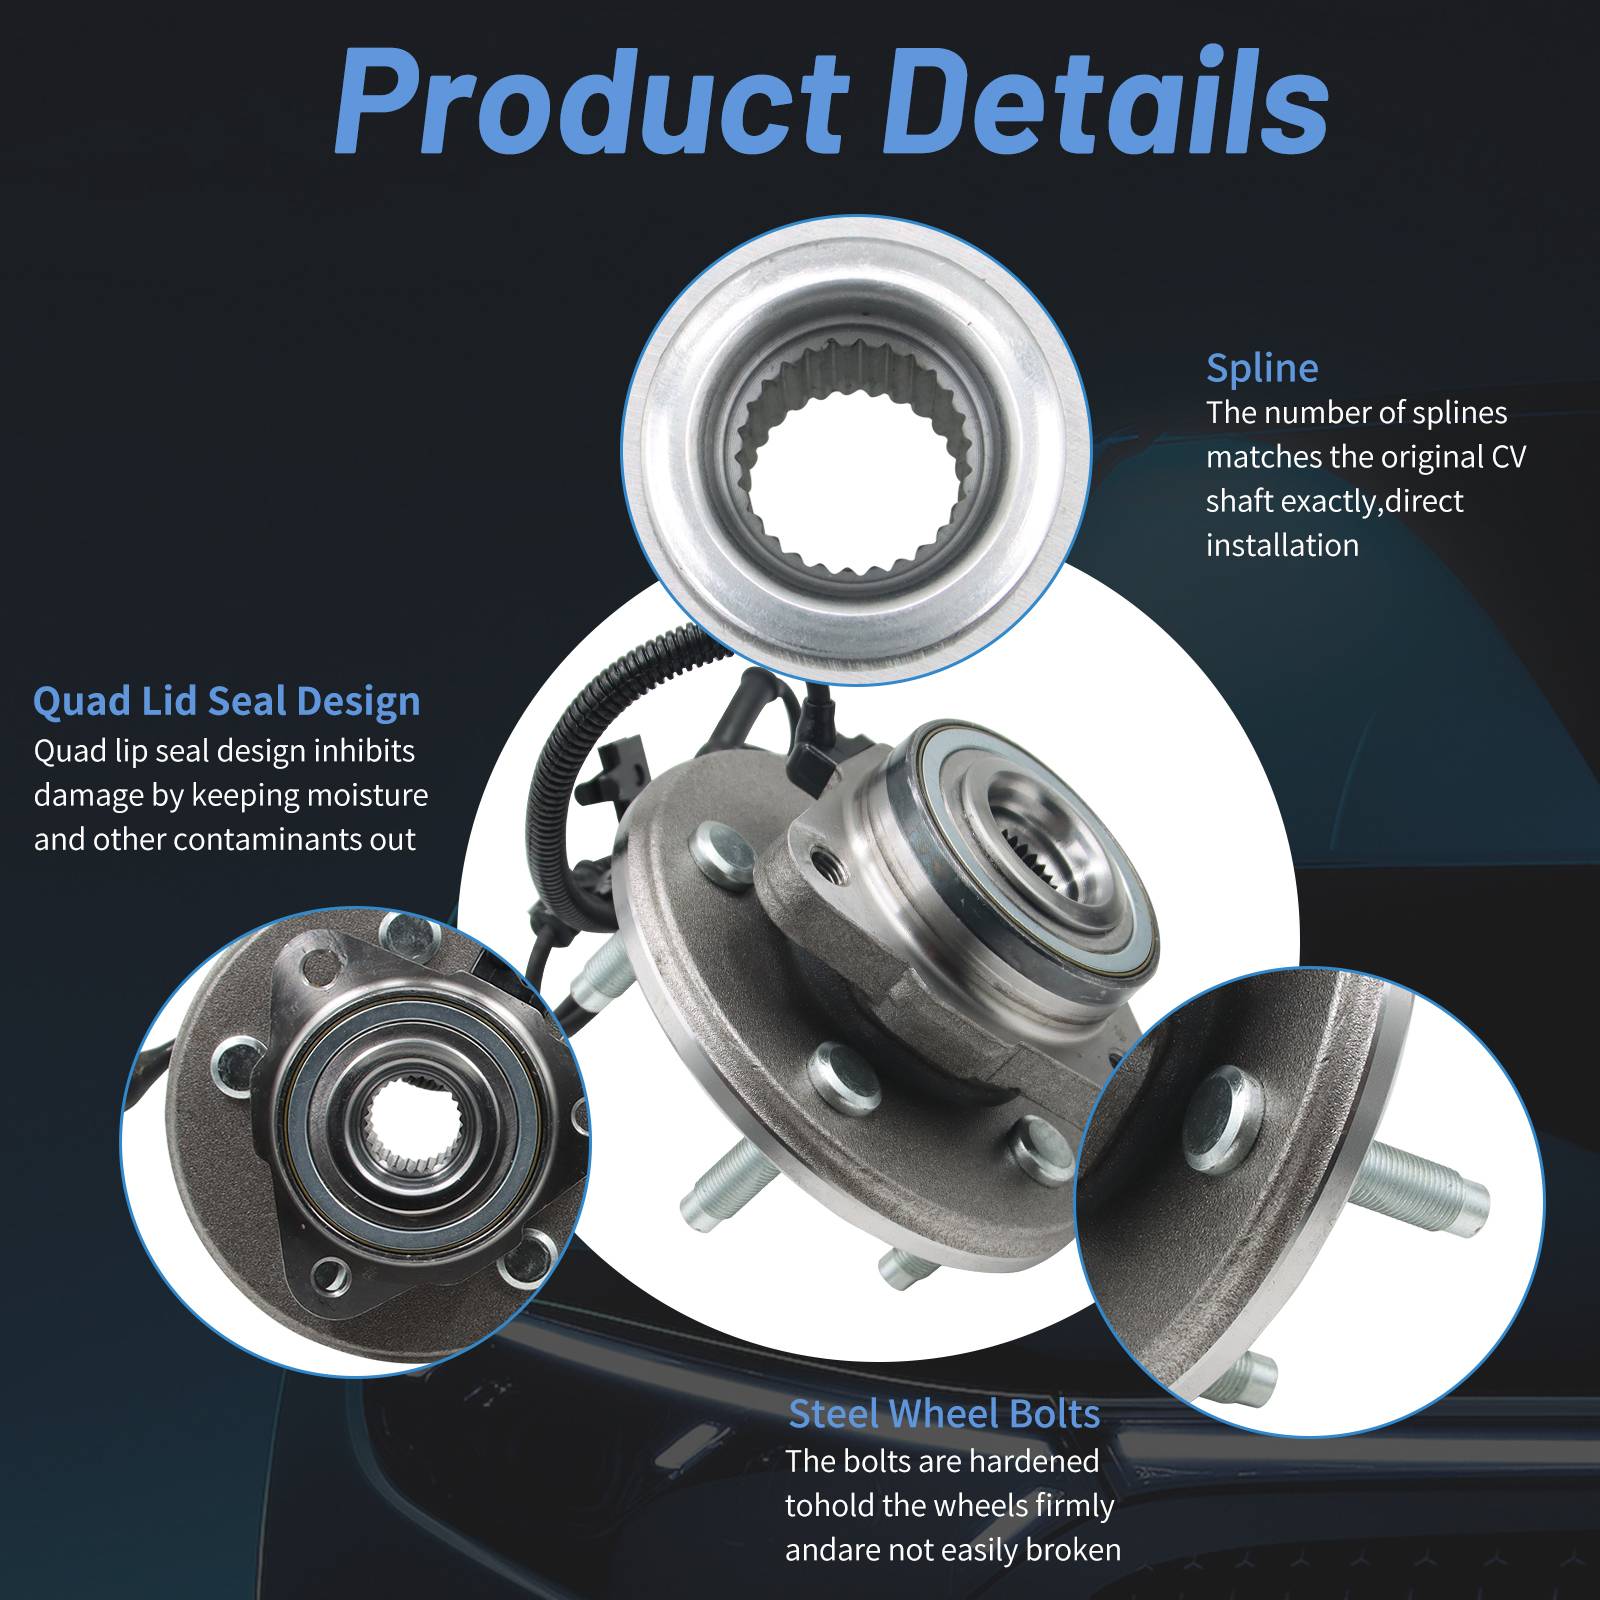 Product Details
Spline
The number of splines
matches the original CV
shaft exactly,direct
installation
Quad Lid Seal Design
Quad lip seal design inhibits
damage by keeping moisture
and other contaminants out
Steel Wheel Bolts
The bolts are hardened
tohold the wheels firmly
andare not easily broken